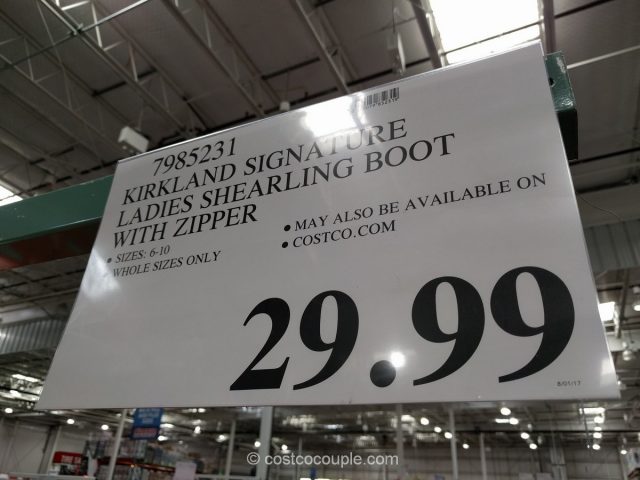 7985231
KIRKLAND SIGNATURE
LADIES SHEARLING BOOT
WITH ZIPPER
• SIZES: 6-10
WHOLE SIZES ONLY
• MAY ALSO BE AVAILABLE ON
• COSTCO.COM
29.99
8/01/17
© costcocouple.com